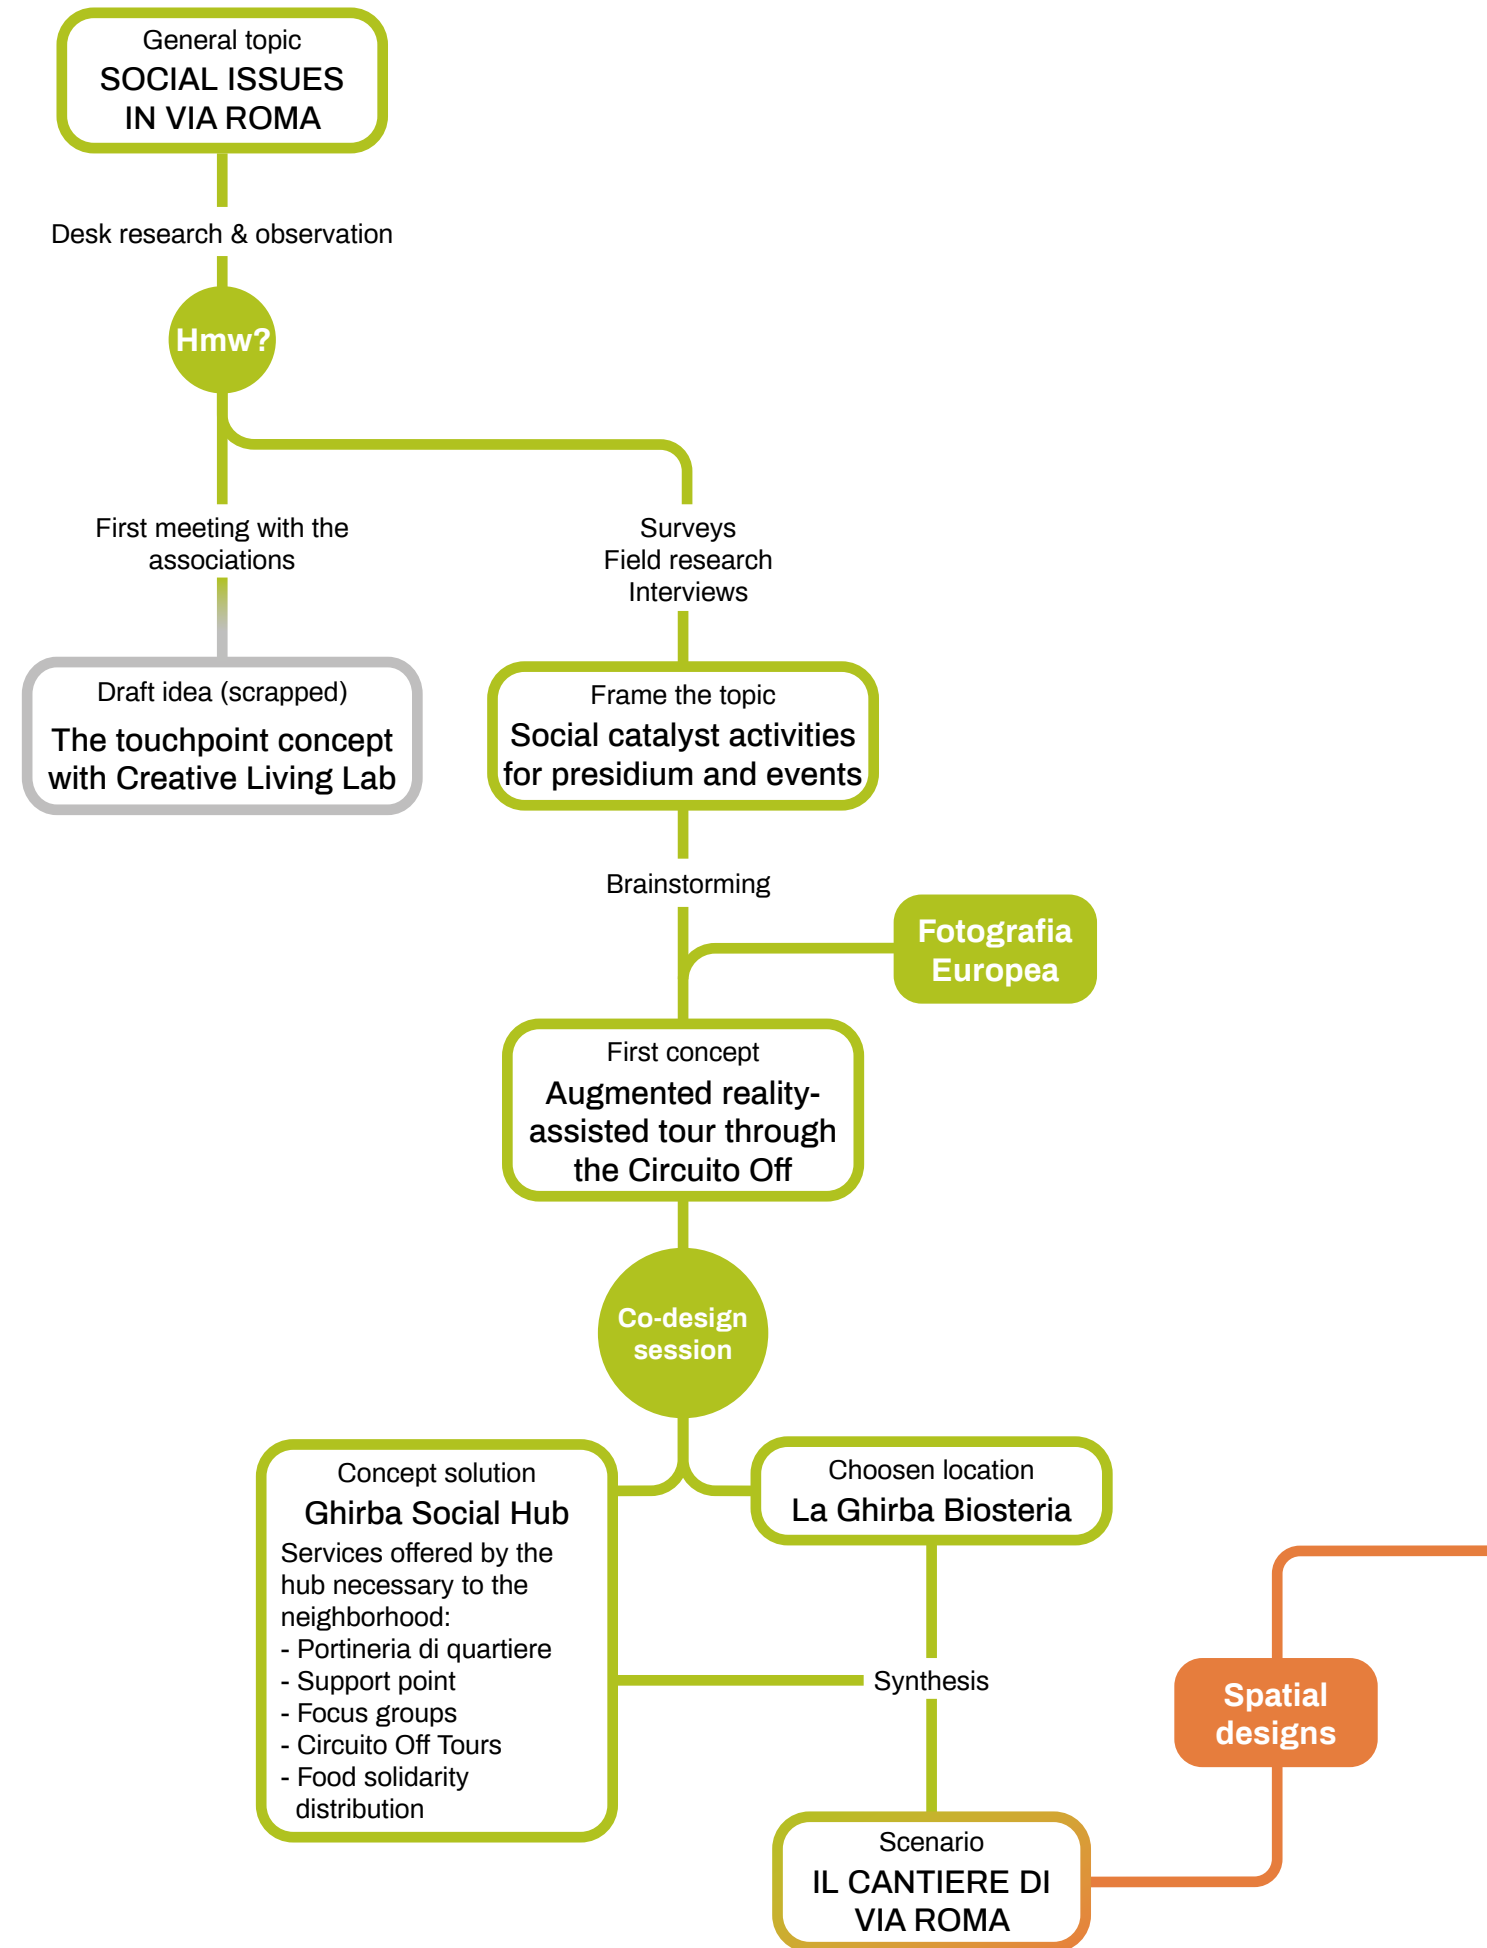 General topic
SOCIAL ISSUES
IN VIA ROMA
Desk research & observation
Hmw?
First meeting with the
associations
Surveys
Field research
Interviews
Draft idea (scrapped)
The touchpoint concept
with Creative Living Lab
Frame the topic
Social catalyst activities
for presidium and events
Brainstorming
Fotografia
Europea
First concept
Augmented reality-
assisted tour through
the Circuito Off
Co-design
session
Concept solution
Ghirba Social Hub
Services offered by the
hub necessary to the
neighborhood:
- Portineria di quartiere
- Support point
- Focus groups
- Circuito Off Tours
- Food solidarity
distribution
Choosen location
La Ghirba Biosteria
Synthesis
Spatial
designs
Scenario
IL CANTIERE DI
VIA ROMA